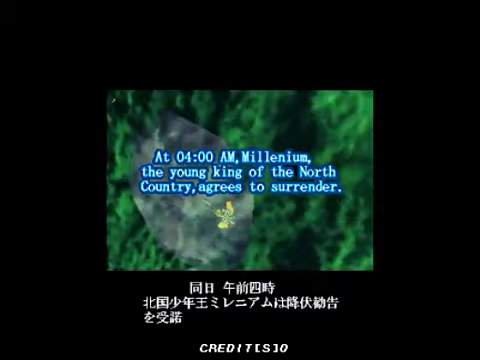 At 04:00 AM,Millenium,
the young king of the North
Country,agrees to surrender.
同日 午前四時
北国少年王ミレニアムは降伏勧告
を受諾
CREDIT[S]0